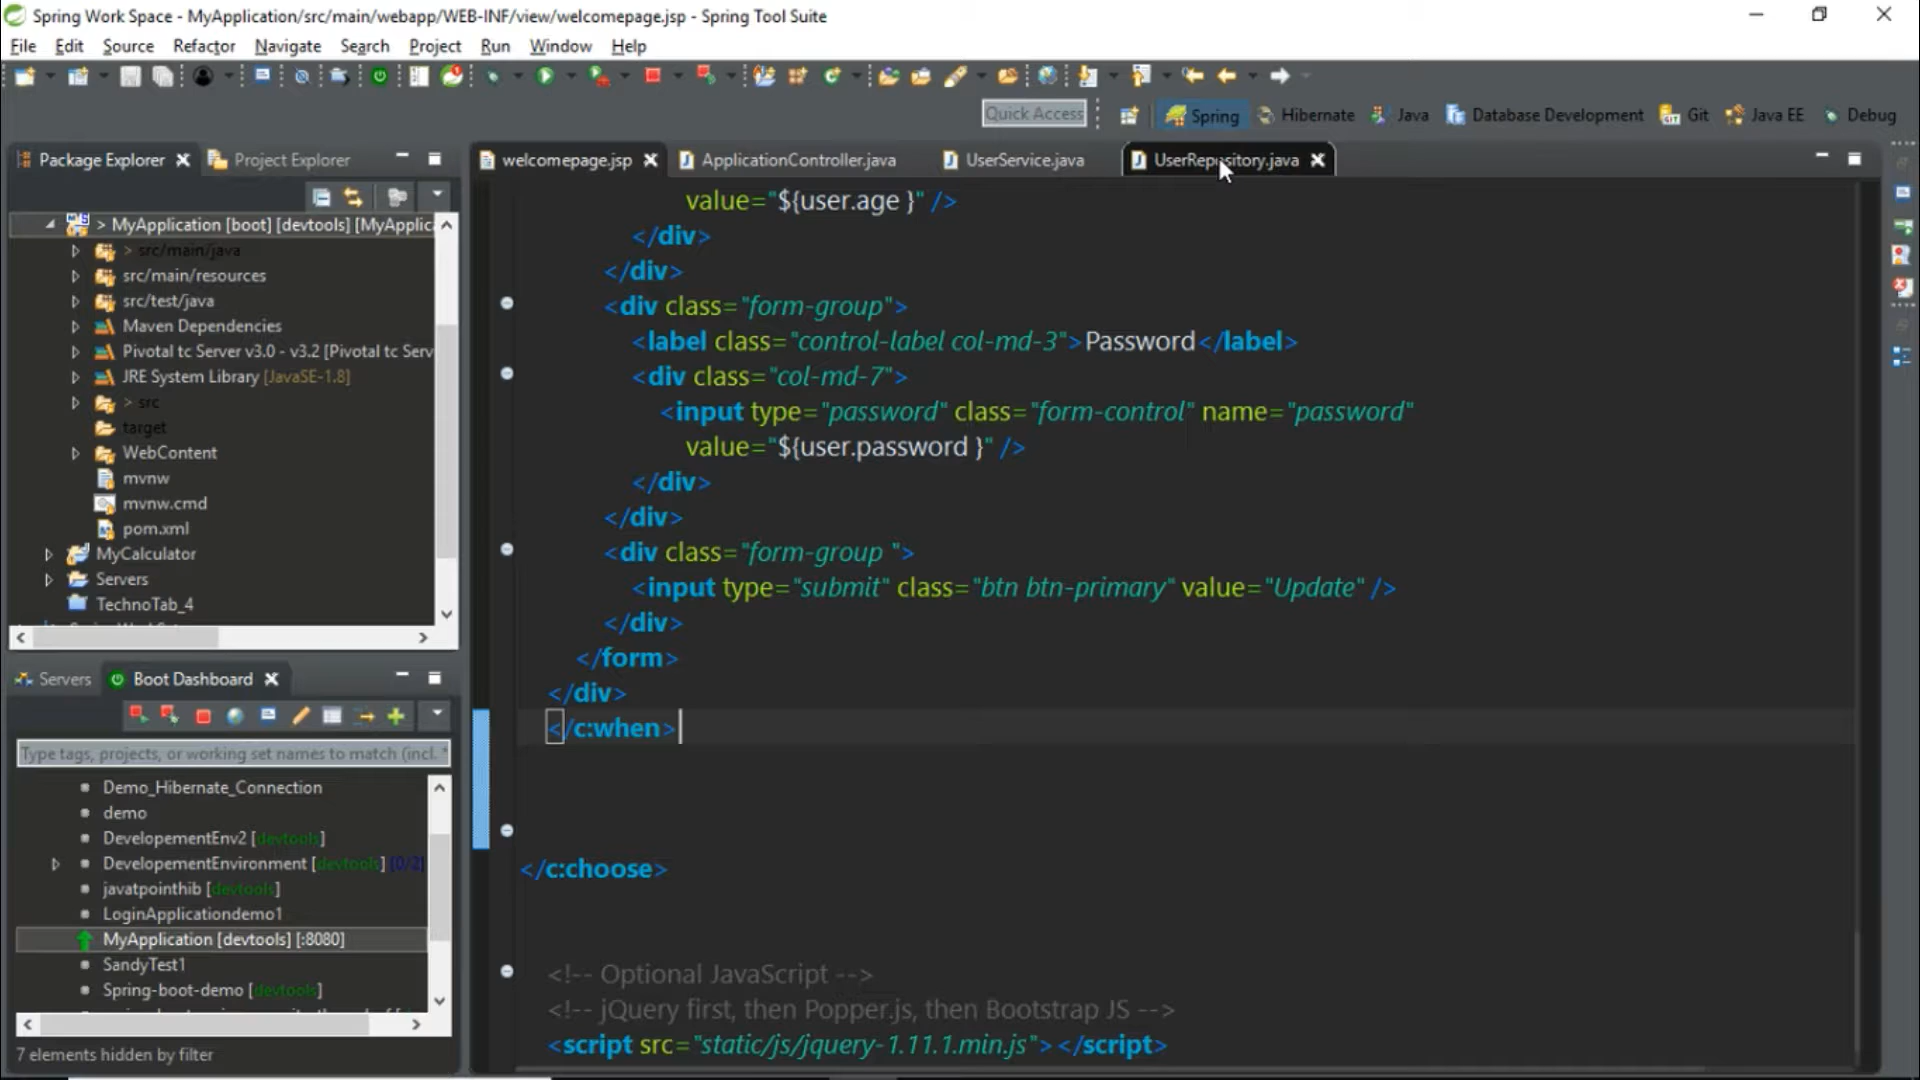 Spring Work Space - MyApplication/src/main/webapp/WEB-INF/view/welcomepage.jsp - Spring Tool Suite
File Edit Source Refactor Navigate Search Project Run Window Help
Quick Access Spring Hibernate Java Database Development Git Java EE Debug
Package Explorer Project Explorer
> MyApplication [boot] [devtools] [MyApplic
> src/main/java
src/main/resources
src/test/java
Maven Dependencies
Pivotal tc Server v3.0 - v3.2 [Pivotal tc Serv
JRE System Library [JavaSE-1.8]
> src
target
WebContent
mvnw
mvnw.cmd
pom.xml
MyCalculator
Servers
TechnoTab_4
Servers Boot Dashboard
Type tags, projects, or working set names to match (incl. *
Demo_Hibernate_Connection
demo
DevelopementEnv2 [devtools]
DevelopementEnvironment [devtools] [0/2]
javatpointhib [devtools]
LoginApplicationdemo1
MyApplication [devtools] [:8080]
SandyTest1
Spring-boot-demo [devtools]
7 elements hidden by filter
welcomepage.jsp ApplicationController.java UserService.java UserRepository.java
value="${user.age }" />
</div>
</div>
<div class="form-group">
<label class="control-label col-md-3">Password</label>
<div class="col-md-7">
<input type="password" class="form-control" name="password"
value="${user.password }" />
</div>
</div>
<div class="form-group ">
<input type="submit" class="btn btn-primary" value="Update" />
</div>
</form>
</div>
</c:when>
</c:choose>
<!-- Optional JavaScript -->
<!-- jQuery first, then Popper.js, then Bootstrap JS -->
<script src="static/js/jquery-1.11.1.min.js"></script>